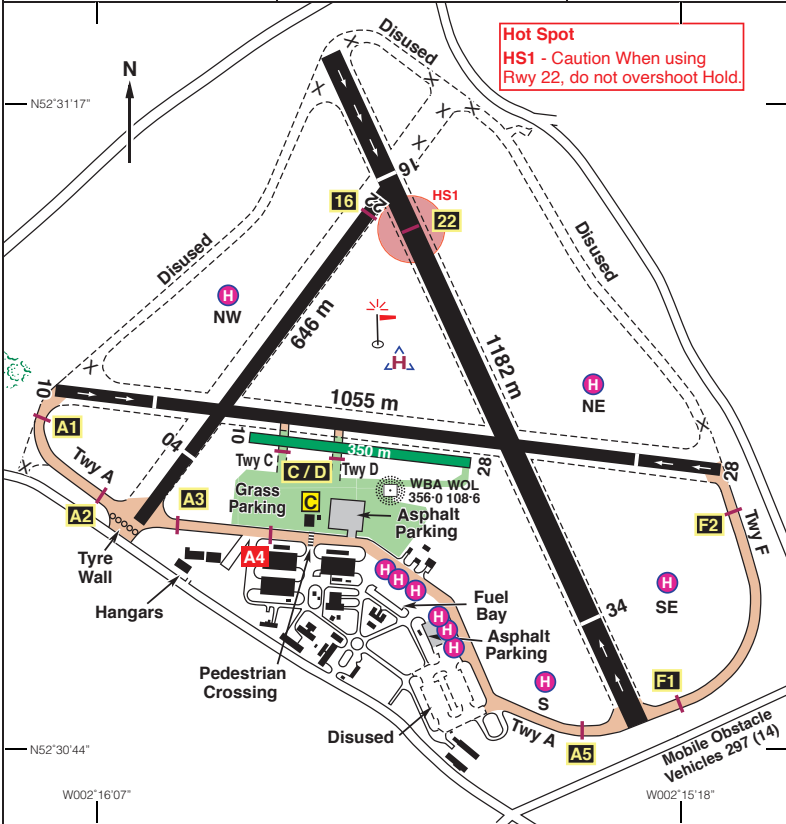 Disused
Hot Spot
HS1 - Caution When using
Rwy 22, do not overshoot Hold.
N
N52°31'17"
16
HS1
16
22
22
Disused
Disused
H
NW
646 m
H
1182 m
H
NE
10
1055 m
A1
04
10
350 m
28
28
Twy C
C / D
Twy D
Twy A
WBA WOL
356·0 108·6
A2
A3
Grass
Parking
C
Asphalt
Parking
F2
Twy F
A4
Tyre
Wall
H
H
H
H
SE
Hangars
Fuel
Bay
34
H
H
H
Asphalt
Parking
Pedestrian
Crossing
H
S
F1
Disused
Twy A
A5
Mobile Obstacle
Vehicles 297 (14)
N52°30'44"
W002°16'07"
W002°15'18"